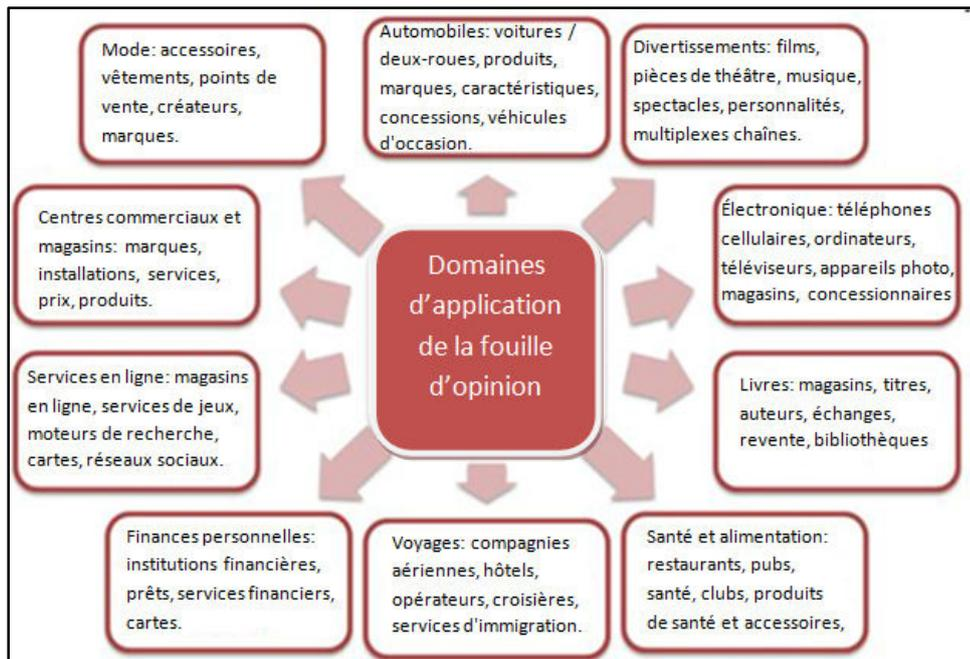 Mode: accessoires,
vêtements, points de
vente, créateurs,
marques.
Automobiles: voitures /
deux-roues, produits,
marques, caractéristiques,
concessions, véhicules
d'occasion.
Divertissements: films,
pièces de théâtre, musique,
spectacles, personnalités,
multiplexes chaînes.
Centres commerciaux et
magasins: marques,
installations, services,
prix, produits.
Domaines
d’application
de la fouille
d’opinion
Électronique: téléphones
cellulaires, ordinateurs,
téléviseurs, appareils photo,
magasins, concessionnaires
Services en ligne: magasins
en ligne, services de jeux,
moteurs de recherche,
cartes, réseaux sociaux.
Livres: magasins, titres,
auteurs, échanges,
revente, bibliothèques
Finances personnelles:
institutions financières,
prêts, services financiers,
cartes.
Voyages: compagnies
aériennes, hôtels,
opérateurs, croisières,
services d'immigration.
Santé et alimentation:
restaurants, pubs,
santé, clubs, produits
de santé et accessoires,